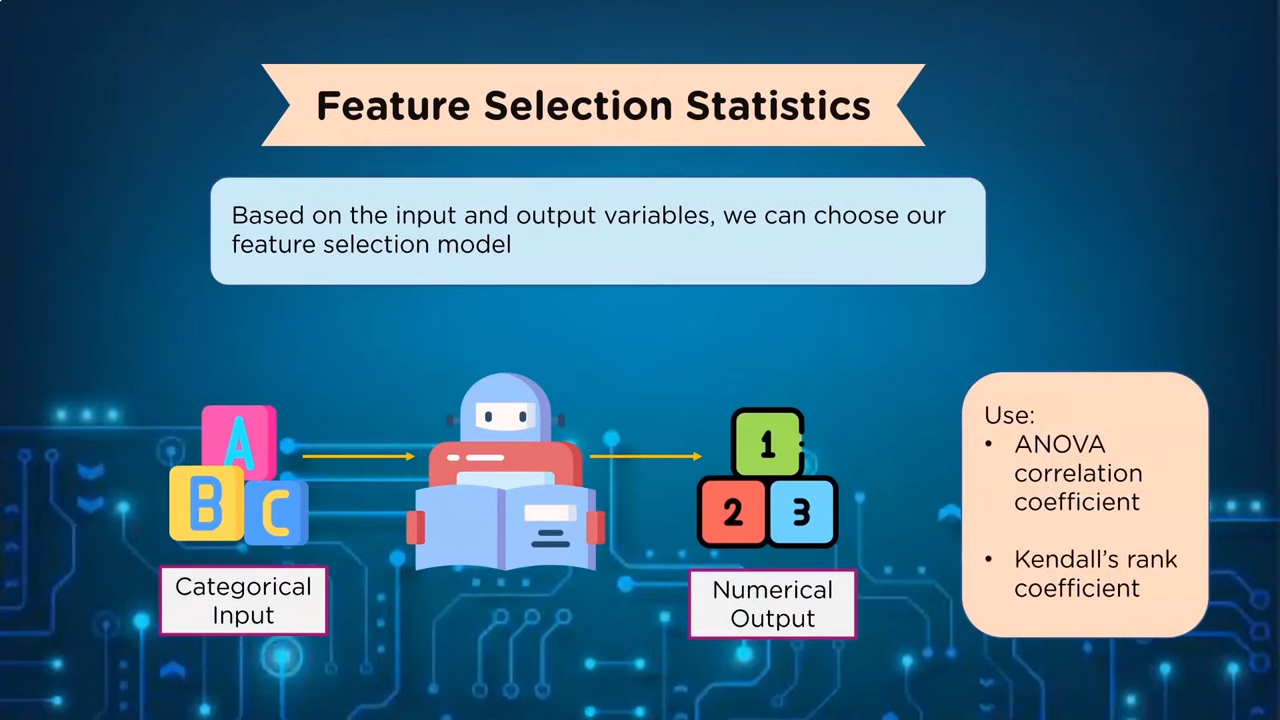 Feature Selection Statistics
Based on the input and output variables, we can choose our
feature selection model
A
B C
1
2 3
Categorical
Input
Numerical
Output
Use:
• ANOVA
correlation
coefficient
• Kendall's rank
coefficient